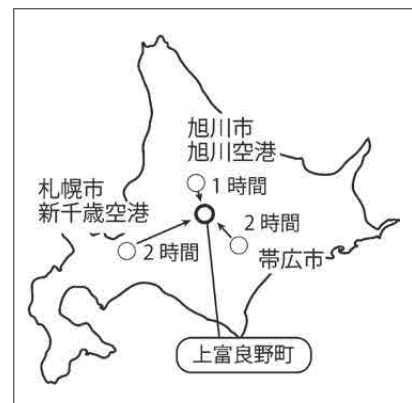 旭川市
旭川空港
1時間
札幌市
新千歳空港
2時間
2時間
帯広市
上富良野町